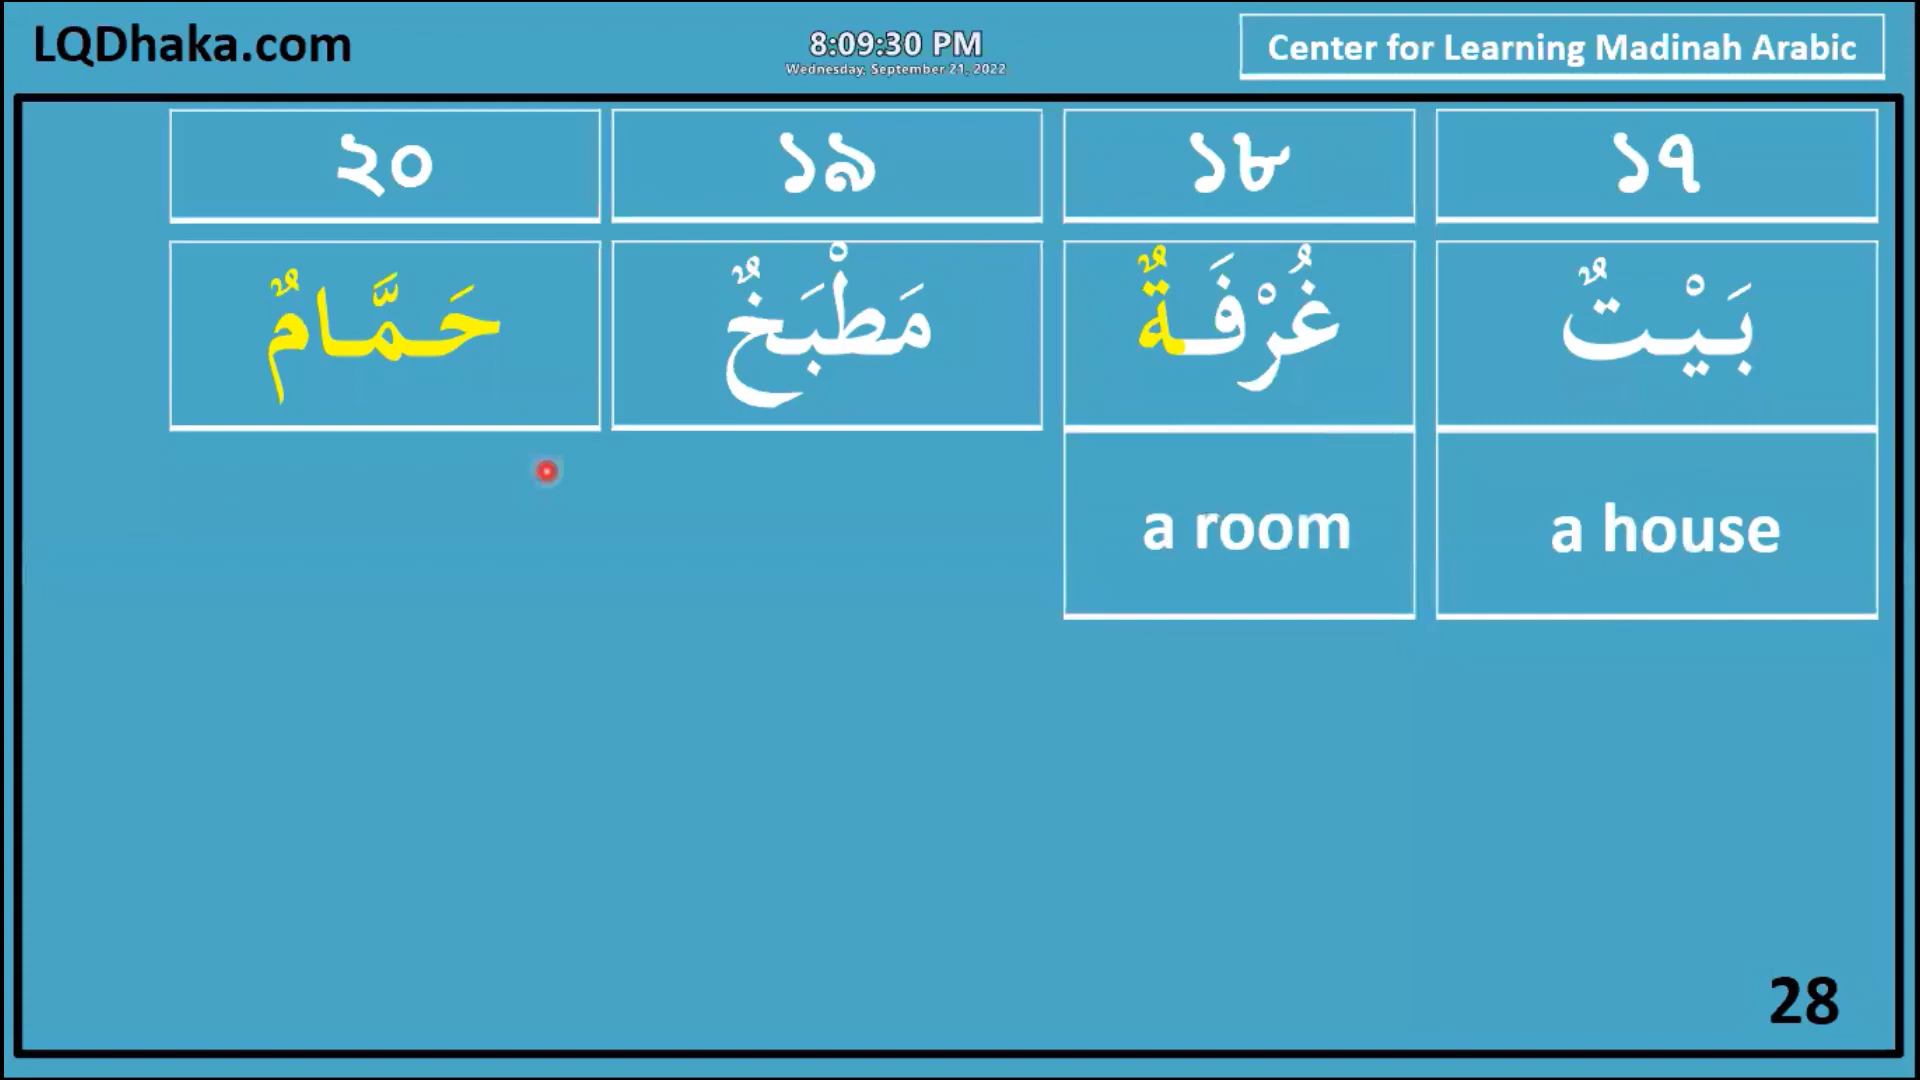 LQDhaka.com
8:09:30 PM
Wednesday, September 21, 2022
Center for Learning Madinah Arabic
১৭
১৮
১৯
২০
بَيْتٌ
غُرْفَةٌ
مَطْبَخٌ
حَمَّامٌ
a house
a room
28